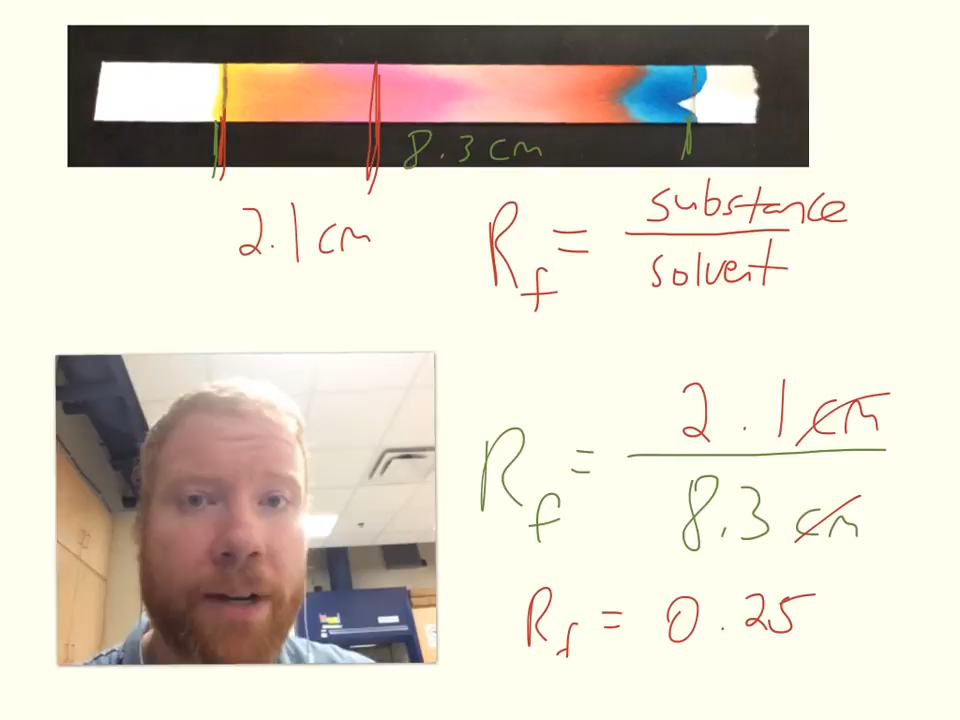 8.3 cm
2.1 cm
Rf = substance
solvent
Rf = 2.1 cm
8.3 cm
Rf = 0.25